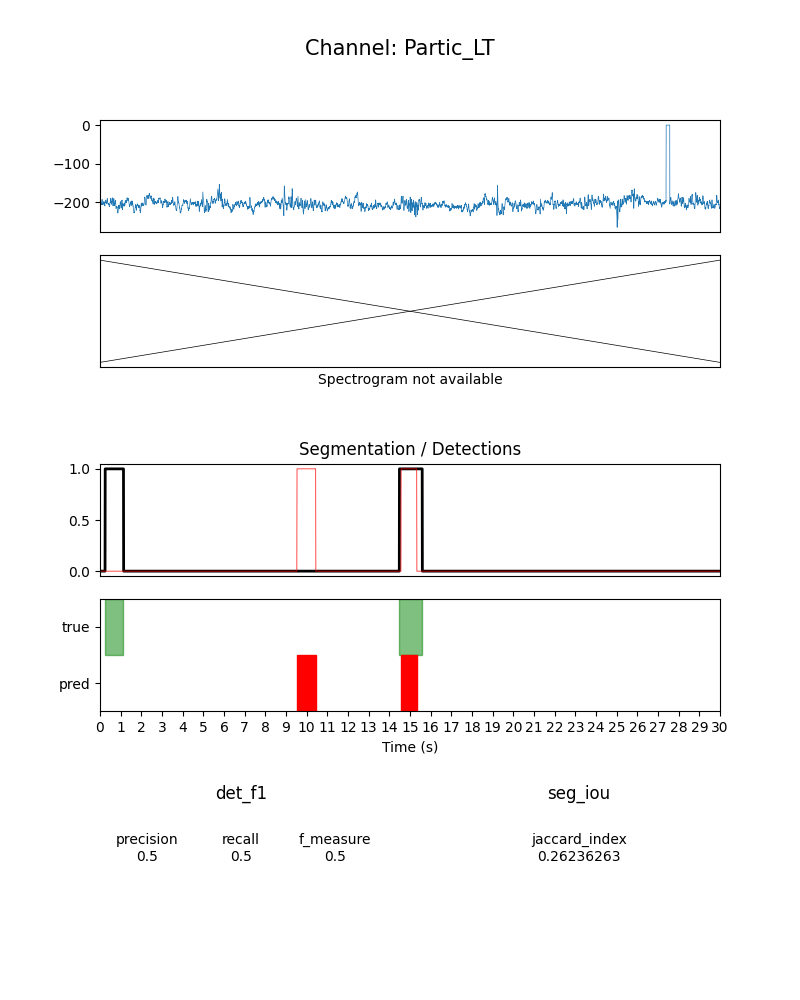 Channel: Partic_LT
0
−100
−200
Spectrogram not available
Segmentation / Detections
1.0
0.5
0.0
true
pred
0 1 2 3 4 5 6 7 8 9 10 11 12 13 14 15 16 17 18 19 20 21 22 23 24 25 26 27 28 29 30
Time (s)
det_f1 seg_iou
precision recall f_measure jaccard_index
0.5 0.5 0.5 0.26236263